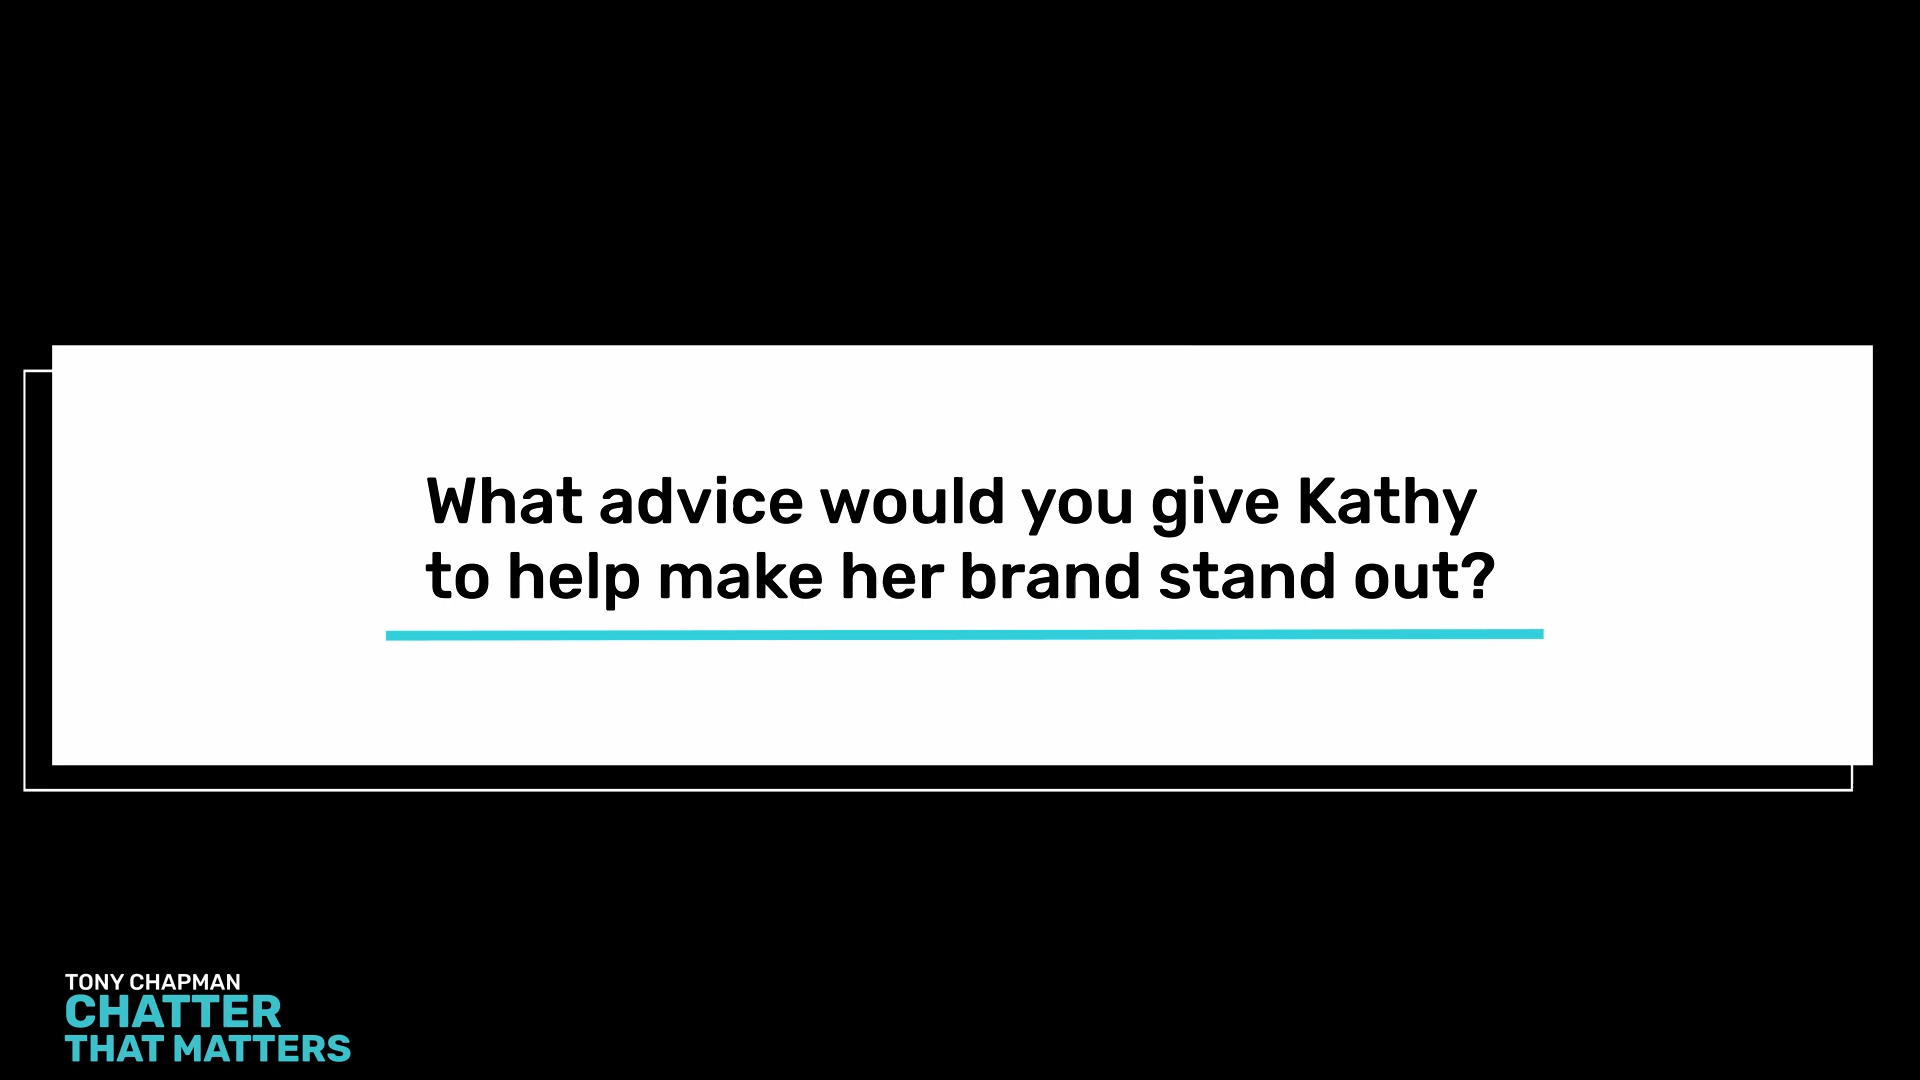 What advice would you give Kathy
to help make her brand stand out?
TONY CHAPMAN
CHATTER
THAT MATTERS